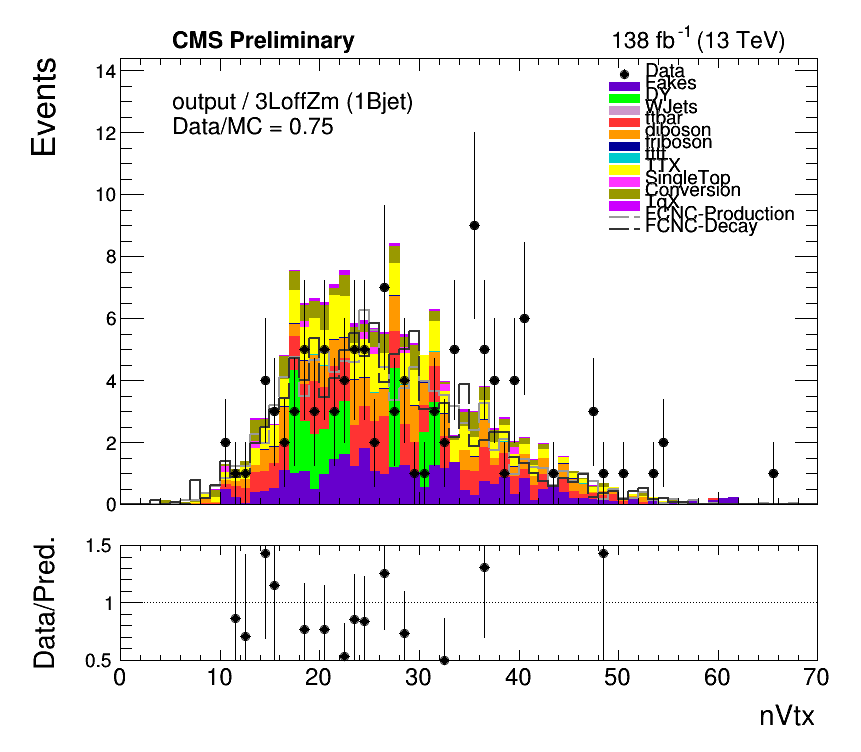 CMS Preliminary 138 fb-1 (13 TeV)
Events
output / 3LoffZm (1Bjet)
Data/MC = 0.75
Data
Fakes
DY
WJets
ttbar
diboson
triboson
tttt
TTX
SingleTop
Conversion
TqX
FCNC-Production
FCNC-Decay
14
12
10
8
6
4
2
0
Data/Pred.
1.5
1
0.5
0 10 20 30 40 50 60 70
nVtx